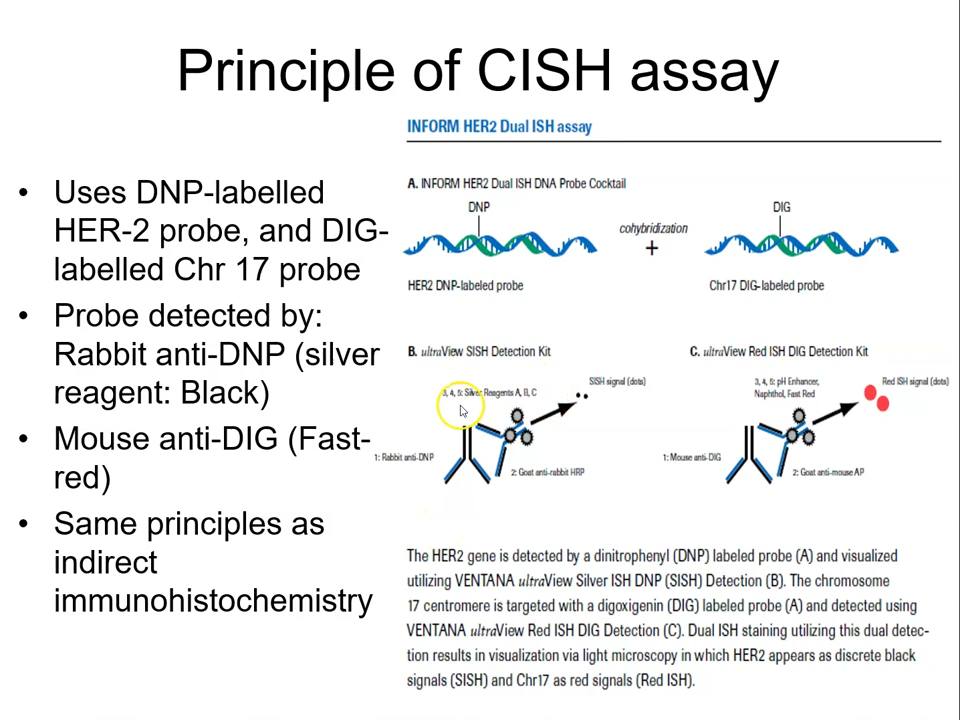 Principle of CISH assay
INFORM HER2 Dual ISH assay
• Uses DNP-labelled
HER-2 probe, and DIG-
labelled Chr 17 probe
• Probe detected by:
Rabbit anti-DNP (silver
reagent: Black)
• Mouse anti-DIG (Fast-
red)
• Same principles as
indirect
immunohistochemistry
A. INFORM HER2 Dual ISH DNA Probe Cocktail
DNP
cohybridization
+
DIG
HER2 DNP-labeled probe
Chr17 DIG-labeled probe
B. ultraView SISH Detection Kit
3, 4, 5: Silver Reagents A, B, C
SISH signal (dots)
1: Rabbit anti-DNP
2: Goat anti-rabbit HRP
C. ultraView Red ISH DIG Detection Kit
3, 4, 5: pH Enhancer,
Naphthol, Fast Red
Red ISH signal (dots)
1: Mouse anti-DIG
2: Goat anti-mouse AP
The HER2 gene is detected by a dinitrophenyl (DNP) labeled probe (A) and visualized
utilizing VENTANA ultraView Silver ISH DNP (SISH) Detection (B). The chromosome
17 centromere is targeted with a digoxigenin (DIG) labeled probe (A) and detected using
VENTANA ultraView Red ISH DIG Detection (C). Dual ISH staining utilizing this dual detec-
tion results in visualization via light microscopy in which HER2 appears as discrete black
signals (SISH) and Chr17 as red signals (Red ISH).